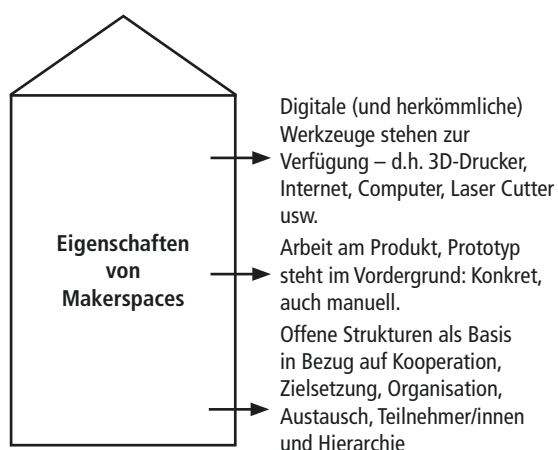 Eigenschaften
von
Makerspaces
Digitale (und herkömmliche)
Werkzeuge stehen zur
Verfügung – d.h. 3D-Drucker,
Internet, Computer, Laser Cutter
usw.
Arbeit am Produkt, Prototyp
steht im Vordergrund: Konkret,
auch manuell.
Offene Strukturen als Basis
in Bezug auf Kooperation,
Zielsetzung, Organisation,
Austausch, Teilnehmer/innen
und Hierarchie